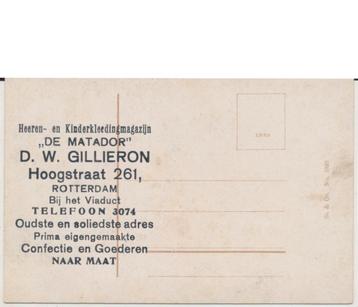 Heeren- en Kinderkleedingmagazijn
„DE MATADOR”
D. W. GILLIERON
Hoogstraat 261,
ROTTERDAM
Bij het Viaduct
TELEFOON 3074
Oudste en soliedste adres
Prima eigengemaakte
Confectie en Goederen
NAAR MAAT